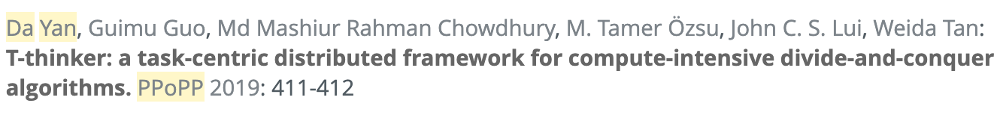 Da Yan, Guimu Guo, Md Mashiur Rahman Chowdhury, M. Tamer Özsu, John C. S. Lui, Weida Tan:
T-thinker: a task-centric distributed framework for compute-intensive divide-and-conquer
algorithms. PPoPP 2019: 411-412